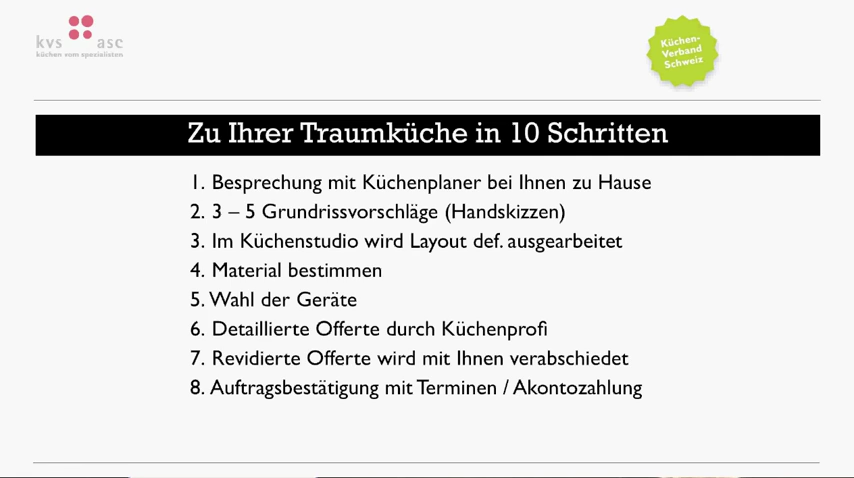 kvs asc
küchen vom spezialisten
Küchen-
Verband
Schweiz
Zu Ihrer Traumküche in 10 Schritten
1. Besprechung mit Küchenplaner bei Ihnen zu Hause
2. 3 – 5 Grundrissvorschläge (Handskizzen)
3. Im Küchenstudio wird Layout def. ausgearbeitet
4. Material bestimmen
5. Wahl der Geräte
6. Detaillierte Offerte durch Küchenprofi
7. Revidierte Offerte wird mit Ihnen verabschiedet
8. Auftragsbestätigung mit Terminen / Akontozahlung